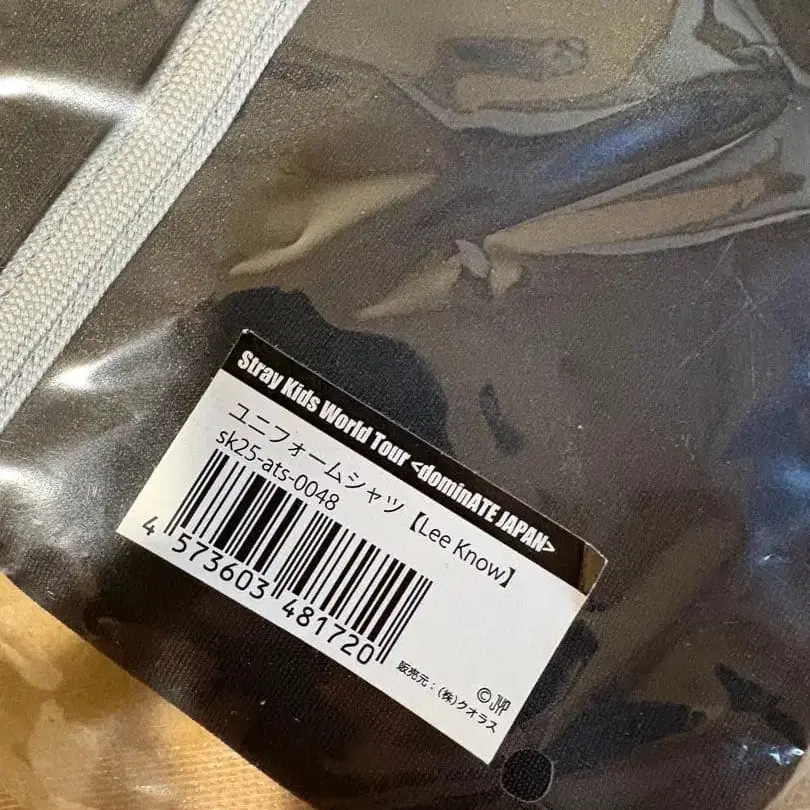 Stray Kids World Tour <dominATE JAPAN>
ユニフォームシャツ【Lee Know】
sk25-ats-0048
4 573603 481720
販売元：(株)クオラス
© JYP